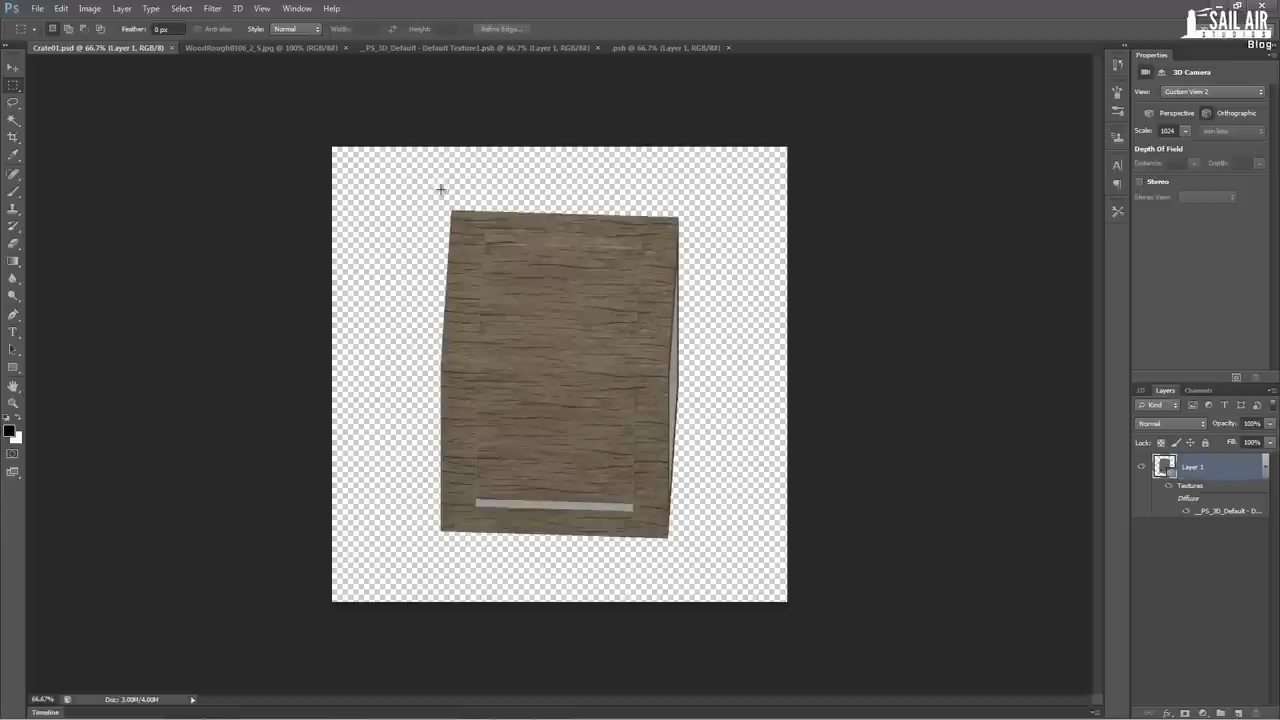 Ps File Edit Image Layer Type Select Filter 3D View Window Help
Feather: 0 px Anti-alias Style: Normal Width: Height: Refine Edge...
SAIL AIR
STUDIOS
Blog
Crate01.psd @ 66.7% (Layer 1, RGB/8) × WoodRough0106_2_S.jpg @ 100% (RGB/8#) × __PS_3D_Default - Default Texture1.psb @ 66.7% (Layer 1, RGB/8) × .psb @ 66.7% (Layer 1, RGB/8#) ×
Properties
3D Camera
View: Custom View 2
Perspective Orthographic
Scale: 1024
Depth Of Field
Distance: Depth:
Stereo
Stereo View:
3D Layers Channels
Kind
Normal Opacity: 100%
Lock: Fill: 100%
Layer 1
Textures
Diffuse
__PS_3D_Default - D...
66.67% Doc: 3.00M/4.00M
Timeline